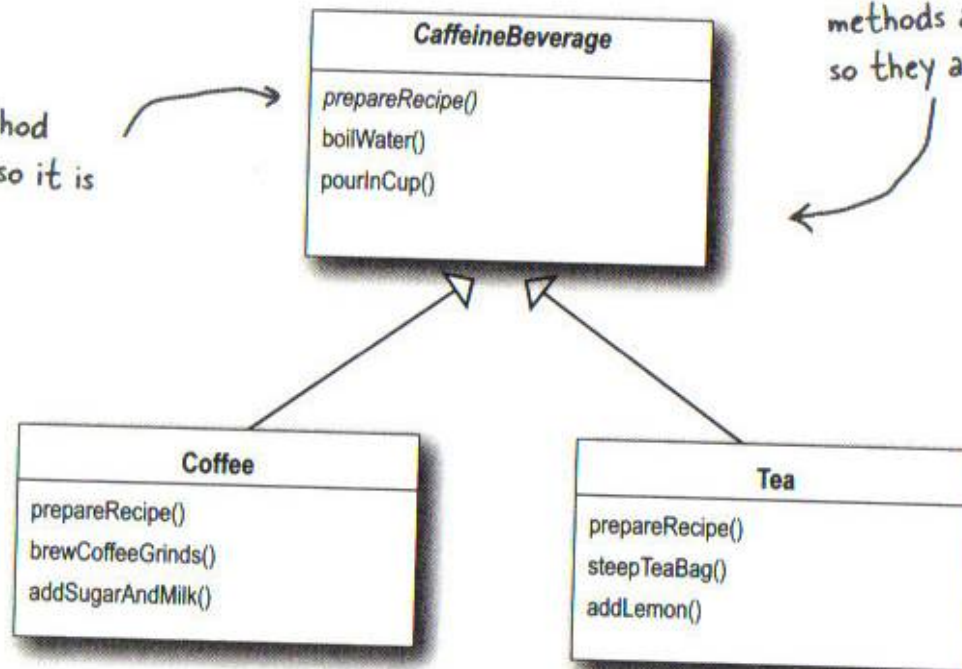 methods a
so they a
hod
so it is
CaffeineBeverage
prepareRecipe()
boilWater()
pourInCup()
Coffee
prepareRecipe()
brewCoffeeGrinds()
addSugarAndMilk()
Tea
prepareRecipe()
steepTeaBag()
addLemon()